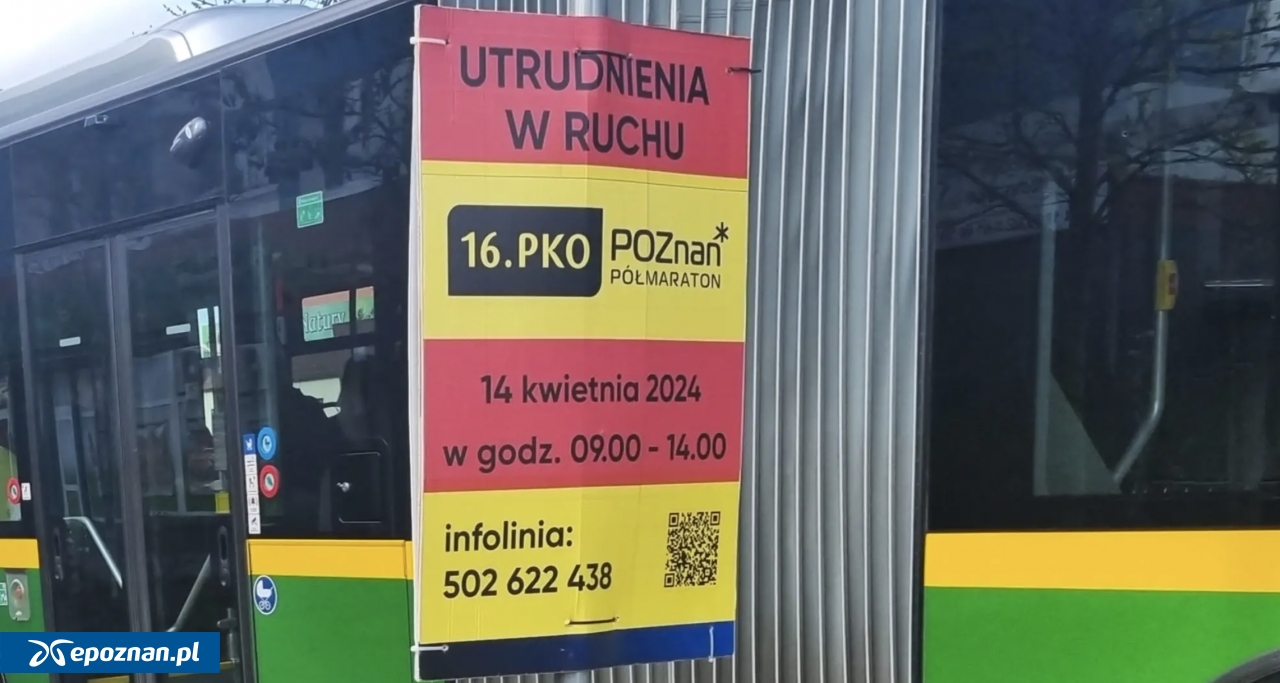 UTRUDNIENIA
W RUCHU
16.PKO POZnan*
PÓŁMARATON
14 kwietnia 2024
w godz. 09.00 - 14.00
infolinia:
502 622 438
Natury
epoznan.pl